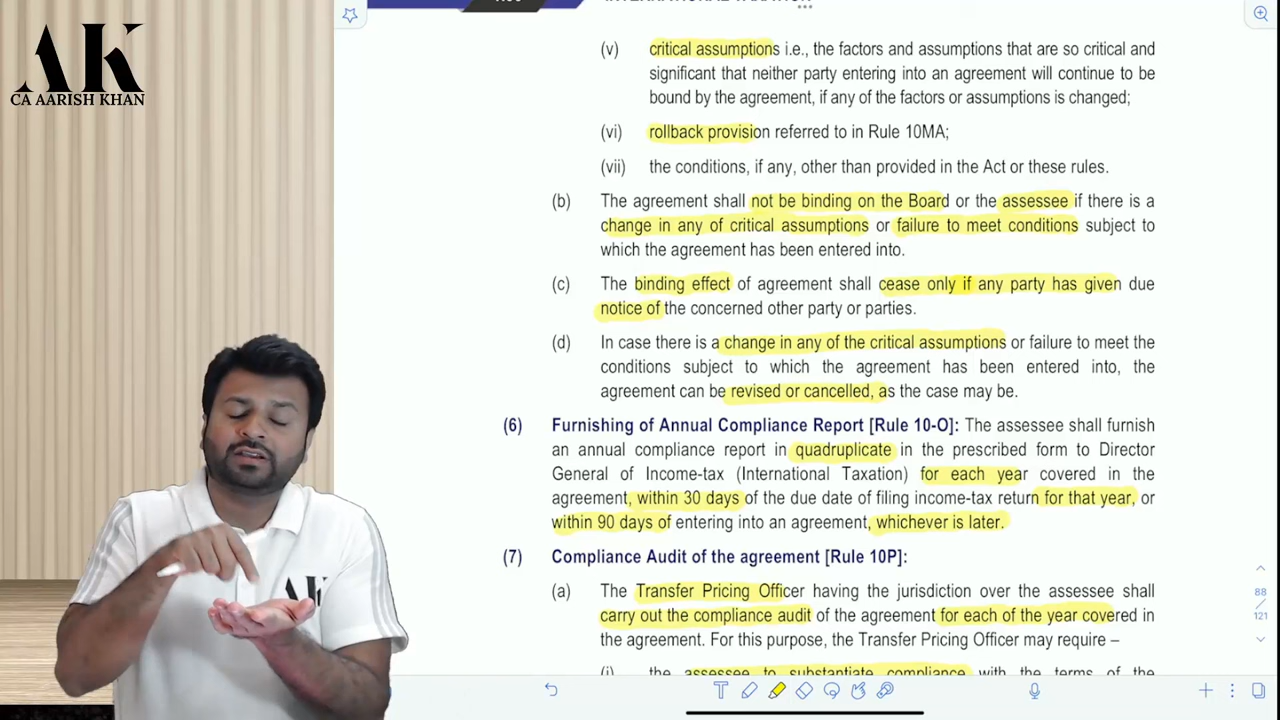 AK
CA AARISH KHAN
(v) critical assumptions i.e., the factors and assumptions that are so critical and
significant that neither party entering into an agreement will continue to be
bound by the agreement, if any of the factors or assumptions is changed;
(vi) rollback provision referred to in Rule 10MA;
(vii) the conditions, if any, other than provided in the Act or these rules.
(b) The agreement shall not be binding on the Board or the assessee if there is a
change in any of critical assumptions or failure to meet conditions subject to
which the agreement has been entered into.
(c) The binding effect of agreement shall cease only if any party has given due
notice of the concerned other party or parties.
(d) In case there is a change in any of the critical assumptions or failure to meet the
conditions subject to which the agreement has been entered into, the
agreement can be revised or cancelled, as the case may be.
(6) Furnishing of Annual Compliance Report [Rule 10-O]: The assessee shall furnish
an annual compliance report in quadruplicate in the prescribed form to Director
General of Income-tax (International Taxation) for each year covered in the
agreement, within 30 days of the due date of filing income-tax return for that year, or
within 90 days of entering into an agreement, whichever is later.
(7) Compliance Audit of the agreement [Rule 10P]:
(a) The Transfer Pricing Officer having the jurisdiction over the assessee shall
carry out the compliance audit of the agreement for each of the year covered in
the agreement. For this purpose, the Transfer Pricing Officer may require –
(i) the assessee to substantiate compliance with the terms of the
AK
88
121